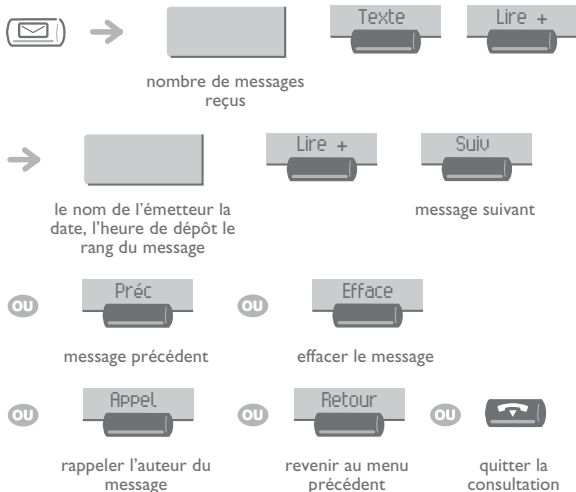 Texte
Lire +
nombre de messages
reçus
Lire +
Suiv
le nom de l’émetteur la
date, l’heure de dépôt le
rang du message
message suivant
OU
Préc
OU
Efface
message précédent
effacer le message
OU
Appel
OU
Retour
OU
rappeler l’auteur du
message
revenir au menu
précédent
quitter la
consultation